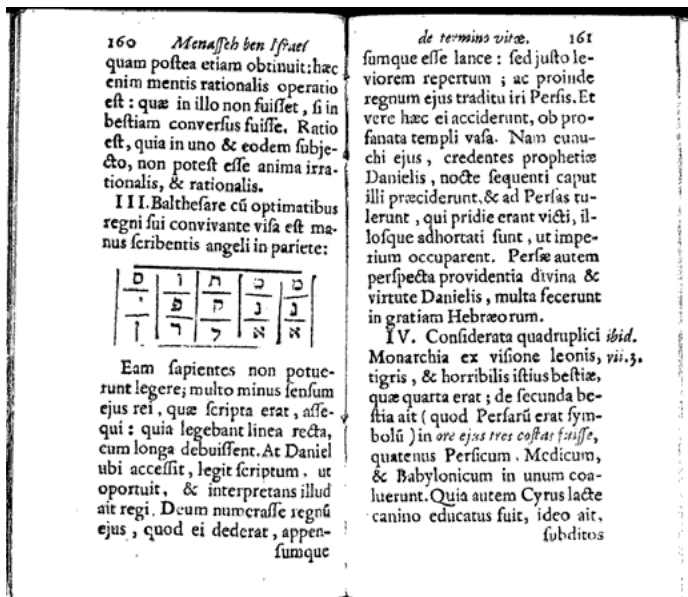 160 Menaſſeh ben Iſrael
quam poſtea etiam obtinuit: hæc
enim mentis rationalis operatio
eſt : quæ in illo non fuiſſet, ſi in
beſtiam converſus fuiſſe. Ratio
eſt, quia in uno & eodem ſubje-
cto, non poteſt eſſe anima irra-
tionalis, & rationalis.
III. Baltheſare cū optimatibus
regni ſui convivante viſa eſt ma-
nus ſcribentis angeli in pariete:
מ מ ת ו ס
נ נ ק פ י
א א ל ר ן
Eam ſapientes non potue-
runt legere; multo minus ſenſum
ejus rei, quæ ſcripta erat, aſſe-
qui : quia legebant linea recta,
cum longa debuiſſent. At Daniel
ubi acceſſit, legit ſcriptum, ut
oportuit, & interpretans illud
ait regi. Deum numeraſſe regnū
ejus, quod ei dederat, appen-
ſumque
de termino vitæ. 161
ſumque eſſe lance : ſed juſto le-
viorem repertum ; ac proinde
regnum ejus traditu iri Perſis. Et
vere hæc ei acciderunt, ob pro-
fanata templi vaſa. Nam eunu-
chi ejus, credentes prophetiæ
Danielis, nocte ſequenti caput
illi præciderunt, & ad Perſas tu-
lerunt, qui pridie erant victi, il-
loſque adhortati ſunt, ut impe-
rium occuparent. Perſæ autem
perſpecta providentia divina &
virtute Danielis, multa fecerunt
in gratiam Hebræorum.
IV. Conſiderata quadruplici ibid.
Monarchia ex viſione leonis, vii.3.
tigris, & horribilis iſtius beſtiæ,
quæ quarta erat ; de ſecunda be-
ſtia ait ( quod Perſarū erat ſym-
bolū ) in ore ejus tres coſtas fuiſſe,
quatenus Perſicum, Medicum,
& Babylonicum in unum coa-
luerunt. Quia autem Cyrus lacte
canino educatus fuit, ideo ait,
ſubditos